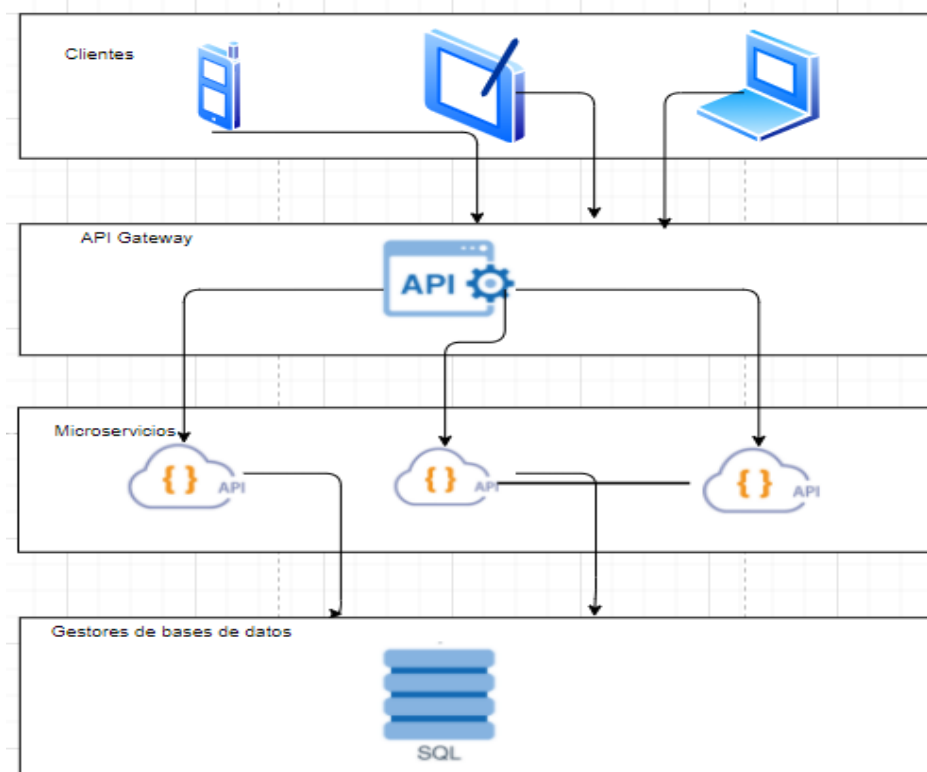 Clientes
API Gateway
API
Microservicios
{ } API
{ } API
{ } API
Gestores de bases de datos
SQL